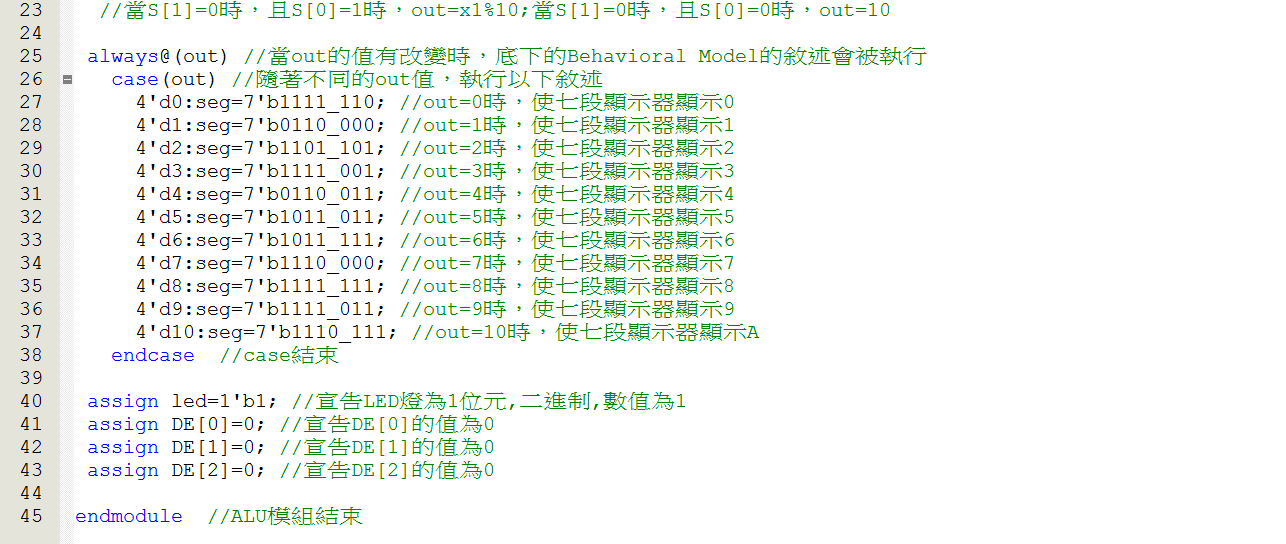 23 //當S[1]=0時，且S[0]=1時，out=x1%10;當S[1]=0時，且S[0]=0時，out=10
24
25 always@(out) //當out的值有改變時，底下的Behavioral Model的敘述會被執行
26 case(out) //隨著不同的out值，執行以下敘述
27 4'd0:seg=7'b1111_110; //out=0時，使七段顯示器顯示0
28 4'd1:seg=7'b0110_000; //out=1時，使七段顯示器顯示1
29 4'd2:seg=7'b1101_101; //out=2時，使七段顯示器顯示2
30 4'd3:seg=7'b1111_001; //out=3時，使七段顯示器顯示3
31 4'd4:seg=7'b0110_011; //out=4時，使七段顯示器顯示4
32 4'd5:seg=7'b1011_011; //out=5時，使七段顯示器顯示5
33 4'd6:seg=7'b1011_111; //out=6時，使七段顯示器顯示6
34 4'd7:seg=7'b1110_000; //out=7時，使七段顯示器顯示7
35 4'd8:seg=7'b1111_111; //out=8時，使七段顯示器顯示8
36 4'd9:seg=7'b1111_011; //out=9時，使七段顯示器顯示9
37 4'd10:seg=7'b1110_111; //out=10時，使七段顯示器顯示A
38 endcase //case結束
39
40 assign led=1'b1; //宣告LED燈為1位元,二進制,數值為1
41 assign DE[0]=0; //宣告DE[0]的值為0
42 assign DE[1]=0; //宣告DE[1]的值為0
43 assign DE[2]=0; //宣告DE[2]的值為0
44
45 endmodule //ALU模組結束